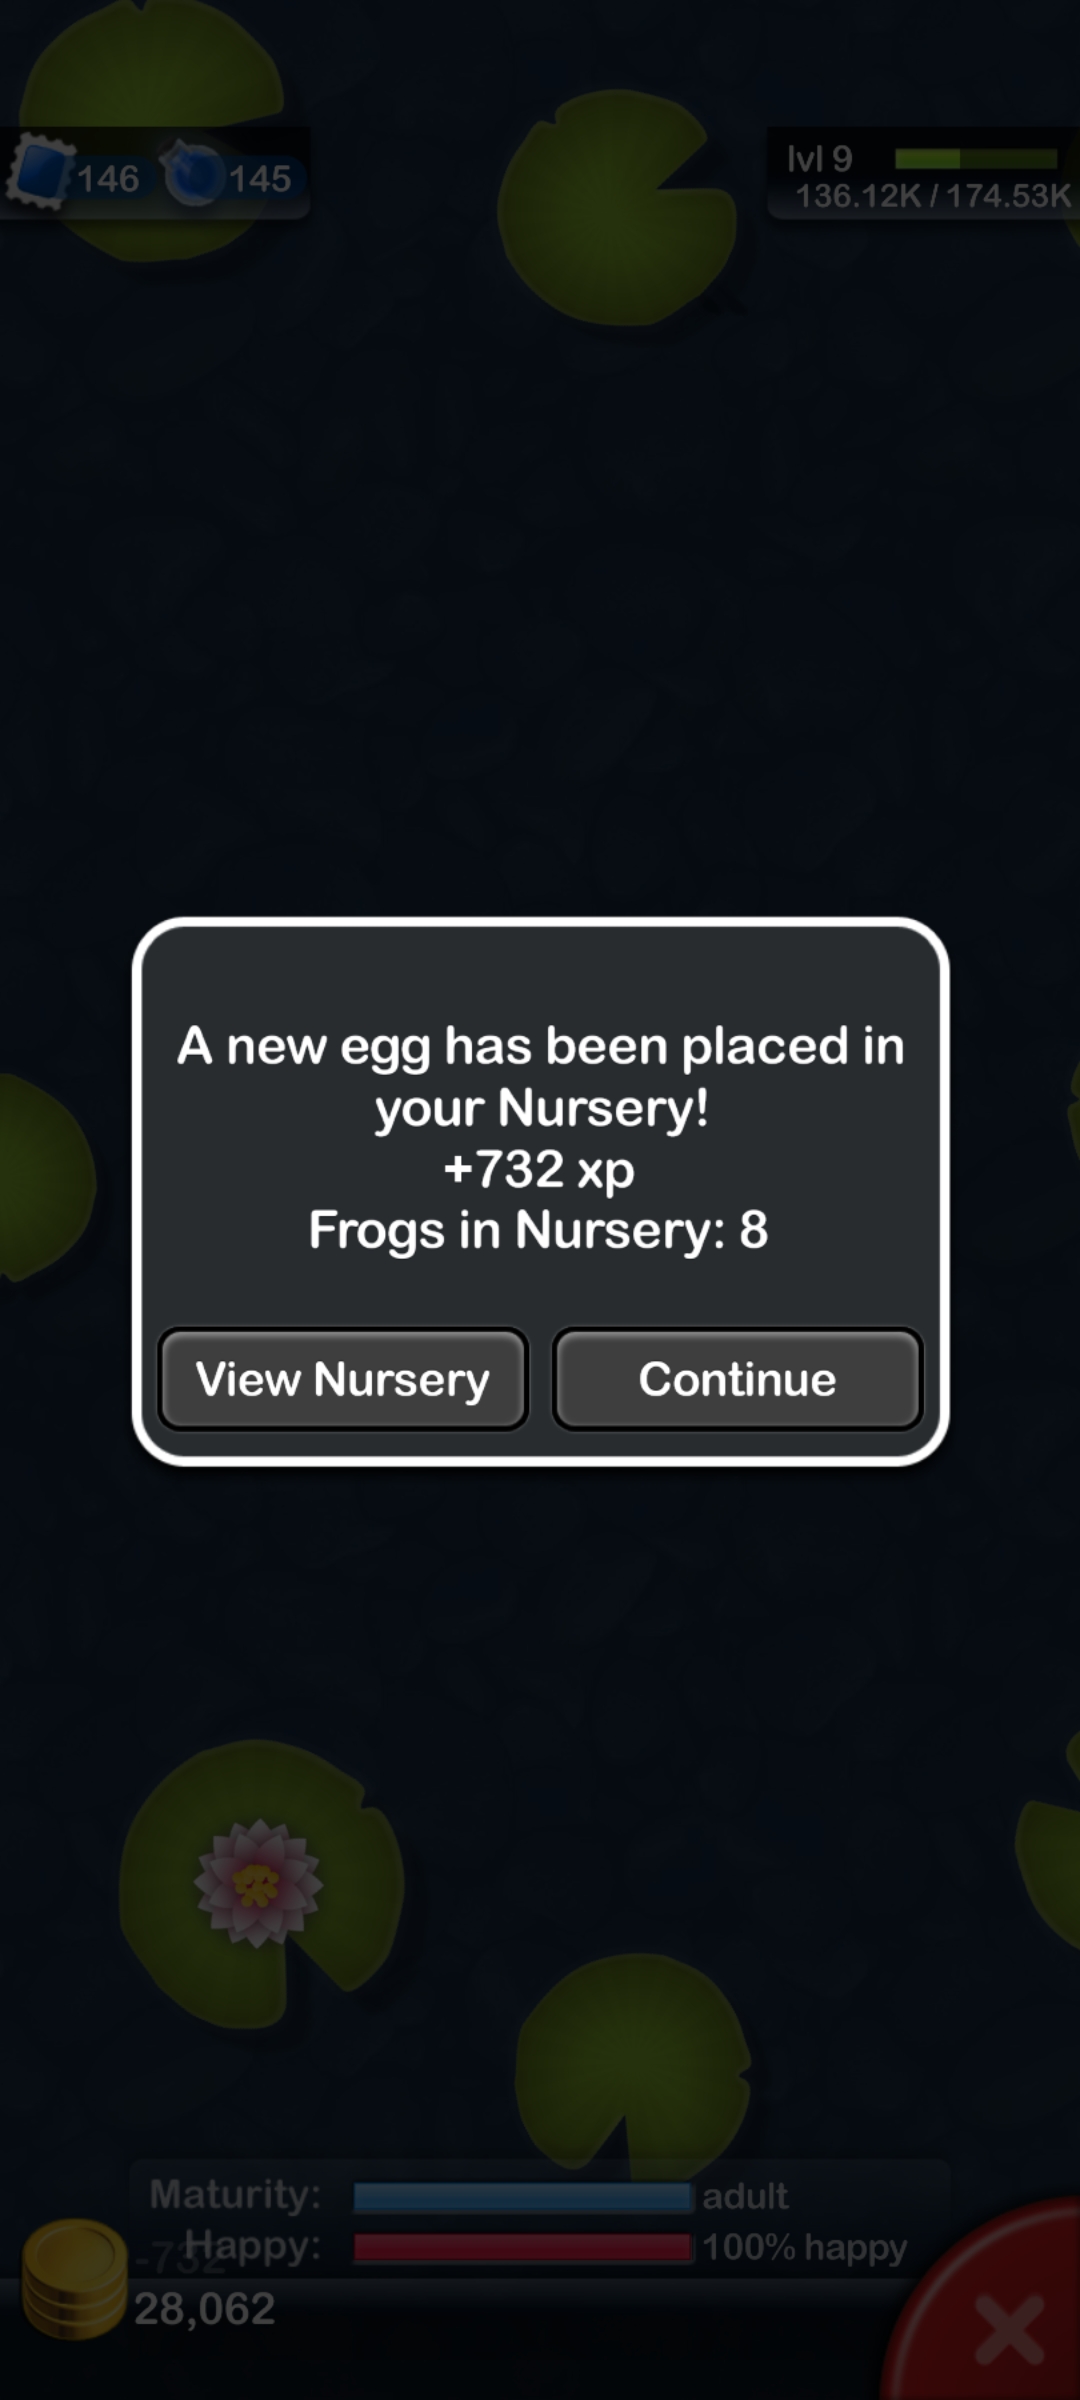 146
145
lvl 9
136.12K / 174.53K
A new egg has been placed in
your Nursery!
+732 xp
Frogs in Nursery: 8
View Nursery
Continue
Maturity:
adult
Happy:
100% happy
-732
28,062